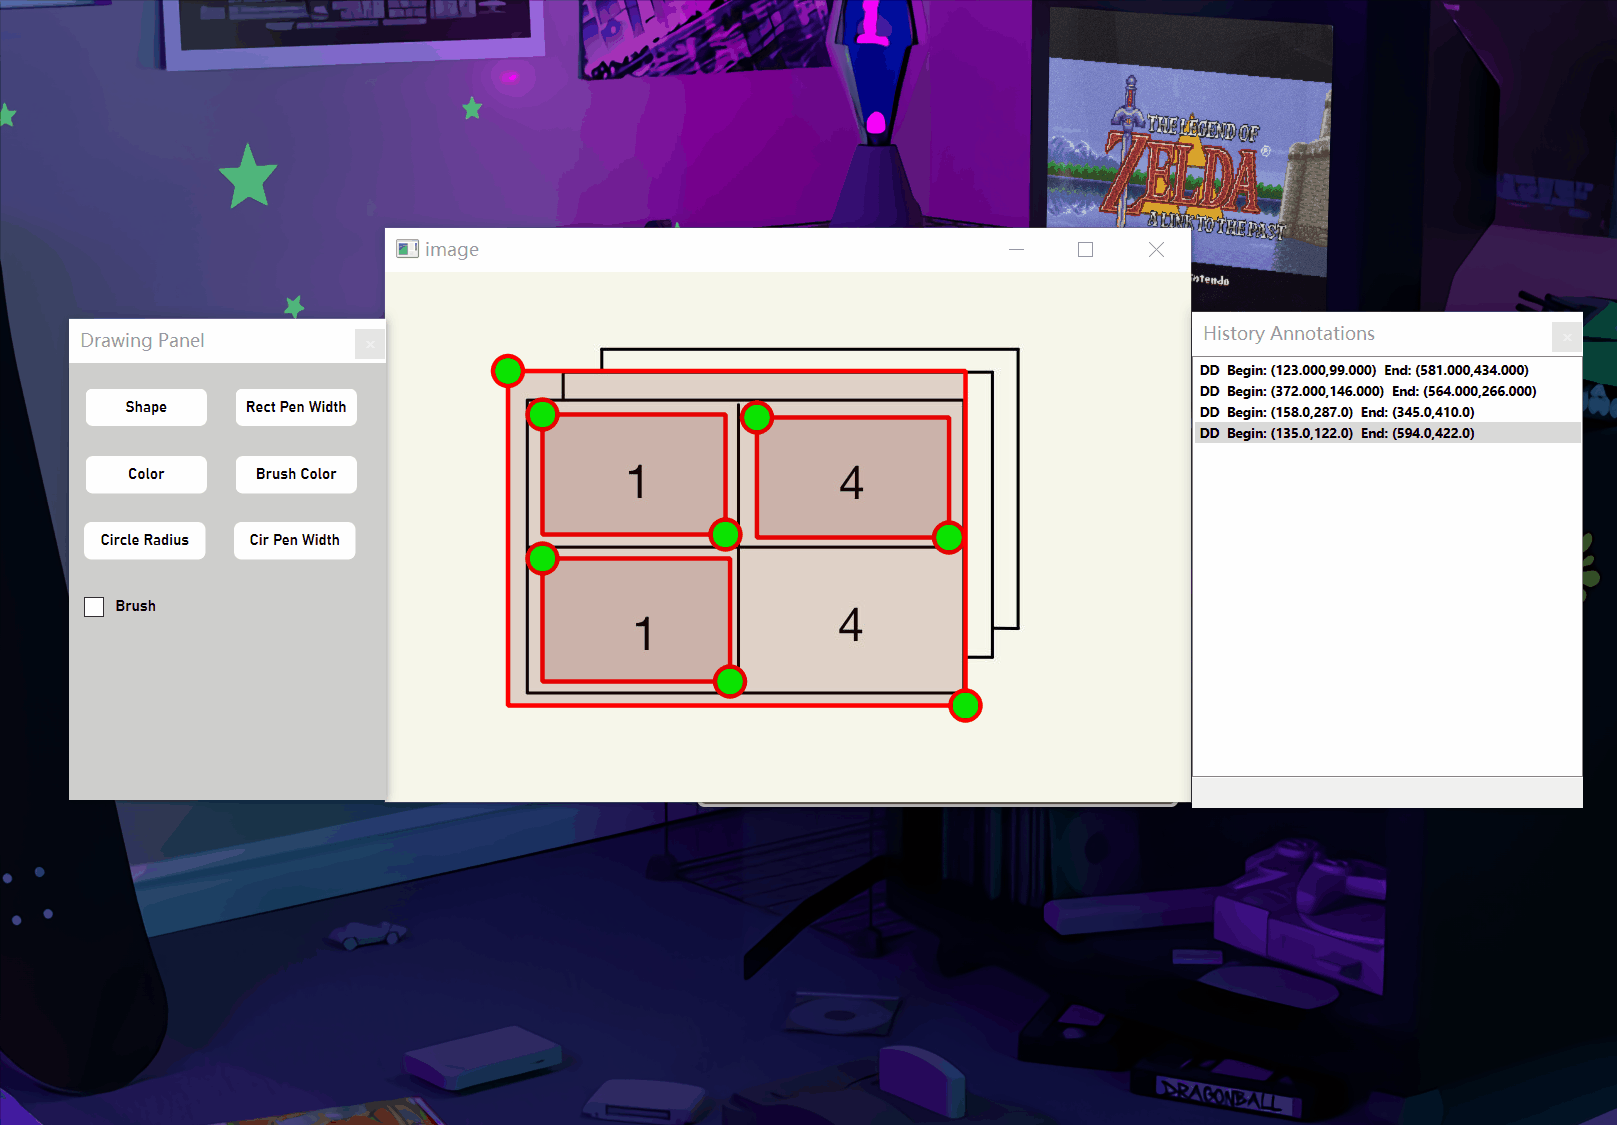 THE LEGEND OF
ZELDA®
A LINK TO THE PAST
image
Drawing Panel
Shape
Rect Pen Width
Color
Brush Color
Circle Radius
Cir Pen Width
Brush
1
4
1
4
History Annotations
DD Begin: (123.000,99.000) End: (581.000,434.000)
DD Begin: (372.000,146.000) End: (564.000,266.000)
DD Begin: (158.0,287.0) End: (345.0,410.0)
DD Begin: (135.0,122.0) End: (594.0,422.0)
DRAGONBALL